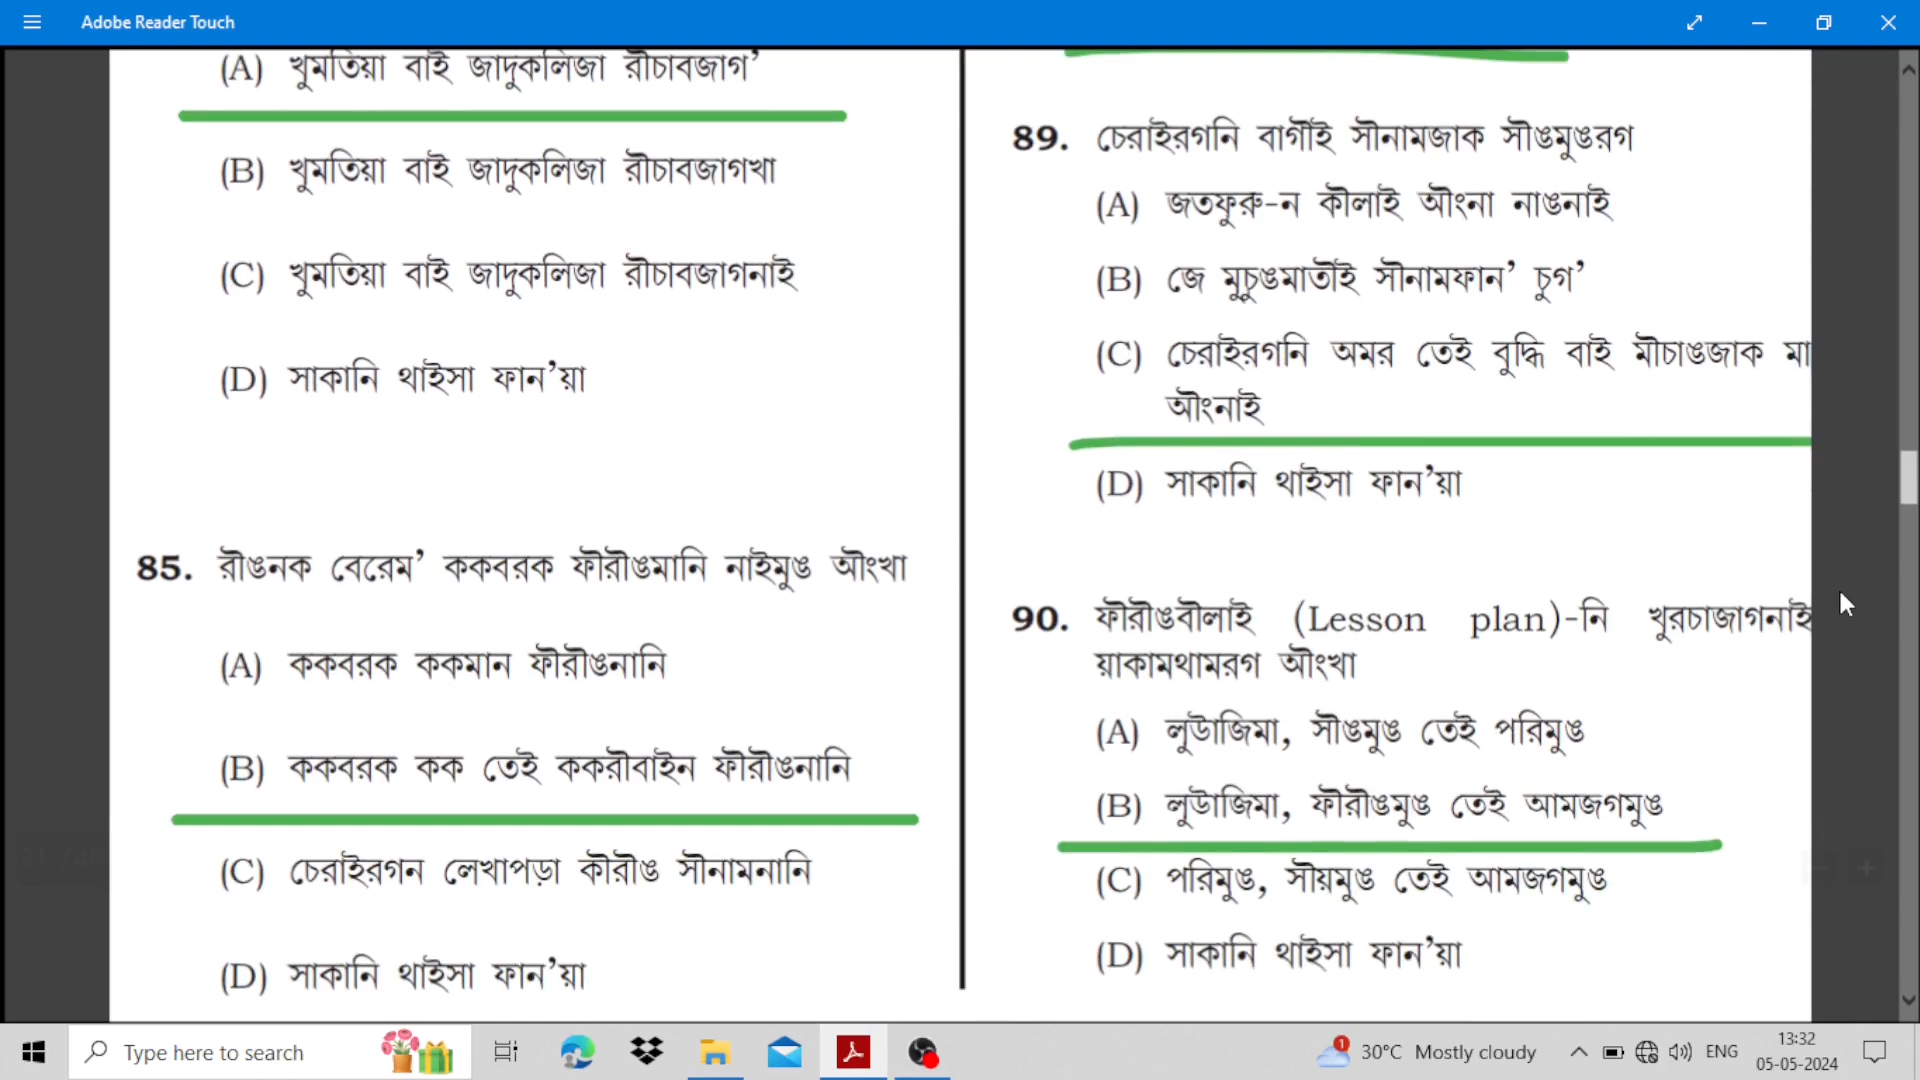 Adobe Reader Touch
(A) খুমতিয়া বাই জাদুকলিজা রীচাবজাগ’
(B) খুমতিয়া বাই জাদুকলিজা রীচাবজাগখা
(C) খুমতিয়া বাই জাদুকলিজা রীচাবজাগনাই
(D) সাকানি থাইসা ফান’য়া
85. রীঙনক বেরেম’ ককবরক ফীরীঙমানি নাইমুঙ অীংখা
(A) ককবরক ককমান ফীরীঙনানি
(B) ককবরক কক তেই ককরীবাইন ফীরীঙনানি
(C) চেরাইরগন লেখাপড়া কীরীঙ সীনামনানি
(D) সাকানি থাইসা ফান’য়া
89. চেরাইরগনি বাগীই সীনামজাক সীঙমুঙরগ
(A) জতফুরু-ন কীলাই অীংনা নাঙনাই
(B) জে মুচুঙমাতীই সীনামফান’ চুগ’
(C) চেরাইরগনি অমর তেই বুদ্ধি বাই মীচাঙজাক মা
অীংনাই
(D) সাকানি থাইসা ফান’য়া
90. ফীরীঙবীলাই (Lesson plan)-নি খুরচাজাগনাই
য়াকামথামরগ অীংখা
(A) লুউাজিমা, সীঙমুঙ তেই পরিমুঙ
(B) লুউাজিমা, ফীরীঙমুঙ তেই আমজগমুঙ
(C) পরিমুঙ, সীয়মুঙ তেই আমজগমুঙ
(D) সাকানি থাইসা ফান’য়া
Type here to search
1
30°C Mostly cloudy
ENG
13:32
05-05-2024